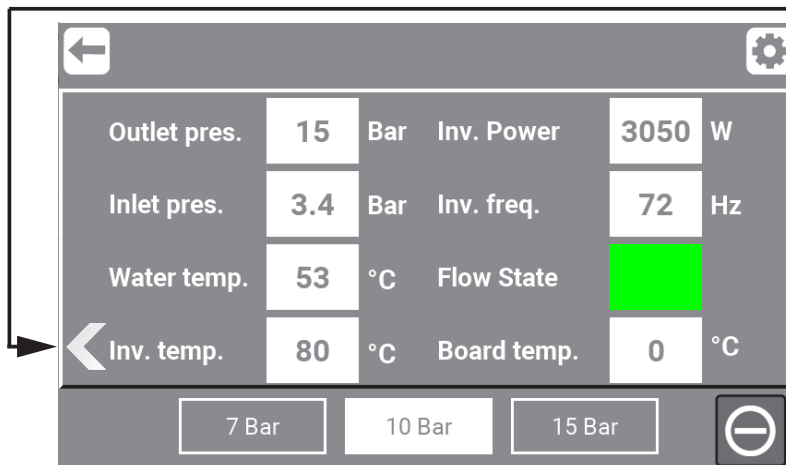 Outlet pres. 15 Bar Inv. Power 3050 W
Inlet pres. 3.4 Bar Inv. freq. 72 Hz
Water temp. 53 °C Flow State
Inv. temp. 80 °C Board temp. 0 °C
7 Bar 10 Bar 15 Bar